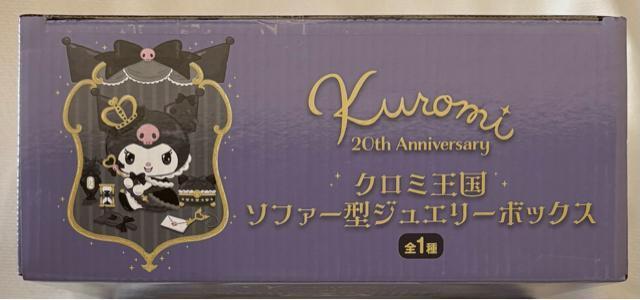 Kuromi
20th Anniversary
クロミ王国
ソファー型ジュエリーボックス
全1種